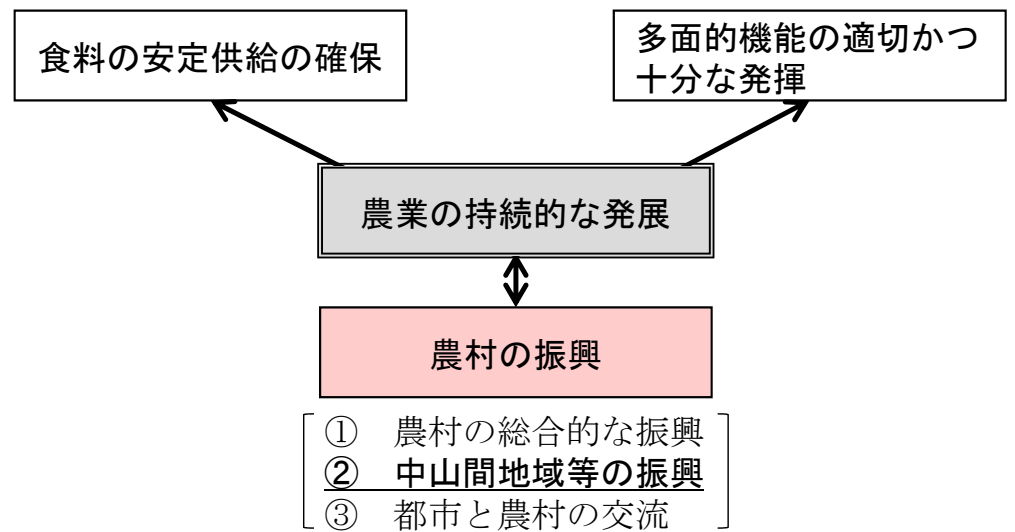 食料の安定供給の確保
多面的機能の適切かつ
十分な発揮
農業の持続的な発展
農村の振興
① 農村の総合的な振興
② 中山間地域等の振興
③ 都市と農村の交流